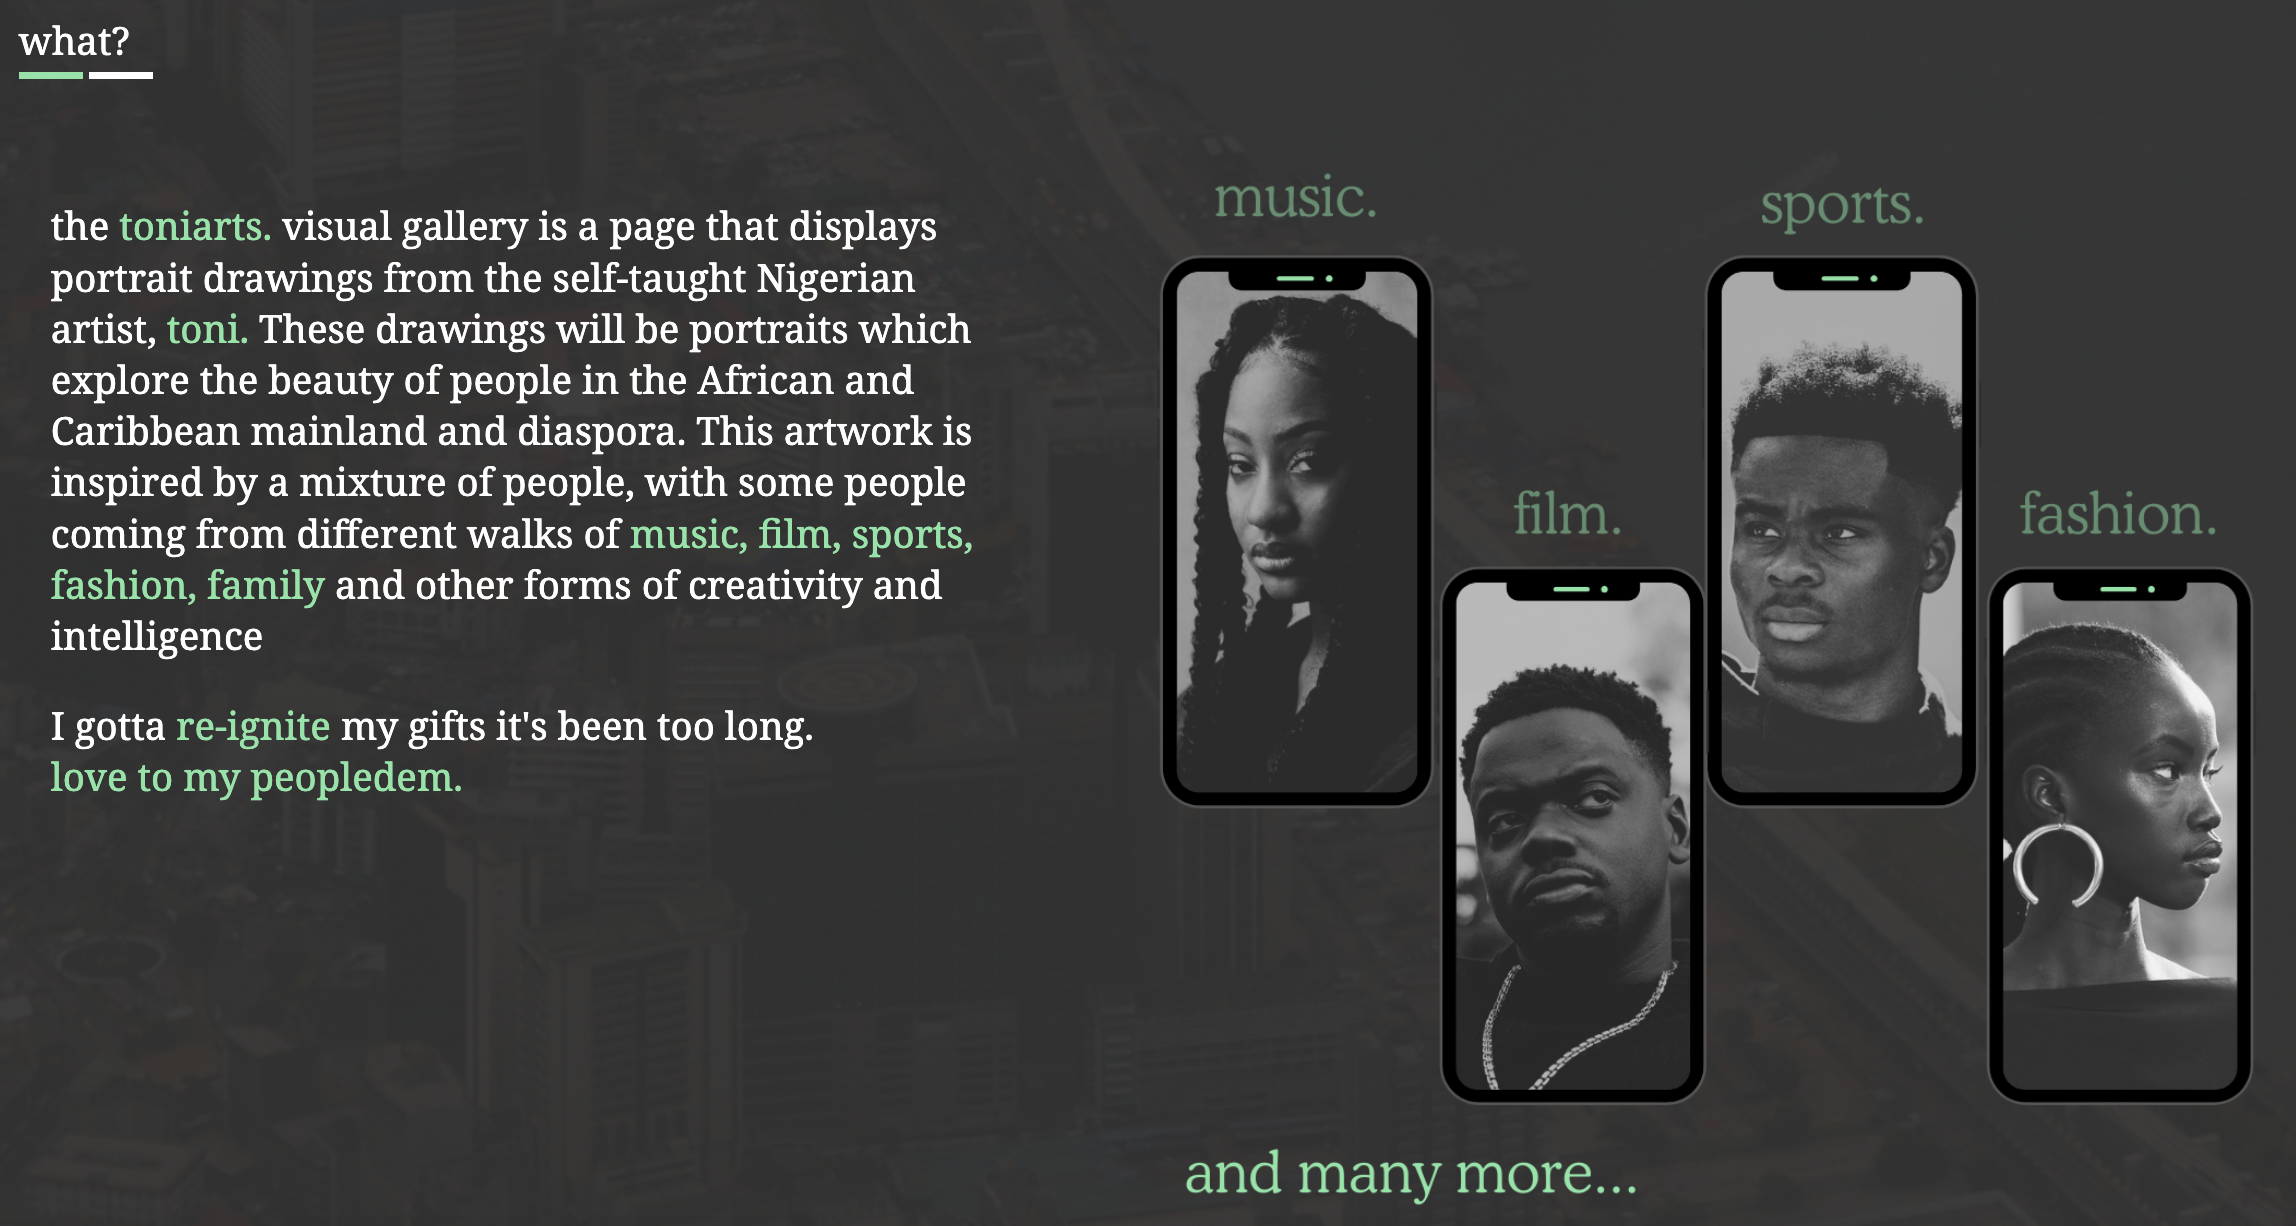 what?
the toniarts. visual gallery is a page that displays
portrait drawings from the self-taught Nigerian
artist, toni. These drawings will be portraits which
explore the beauty of people in the African and
Caribbean mainland and diaspora. This artwork is
inspired by a mixture of people, with some people
coming from different walks of music, film, sports,
fashion, family and other forms of creativity and
intelligence
I gotta re-ignite my gifts it's been too long.
love to my peopledem.
music.
sports.
film.
fashion.
and many more...